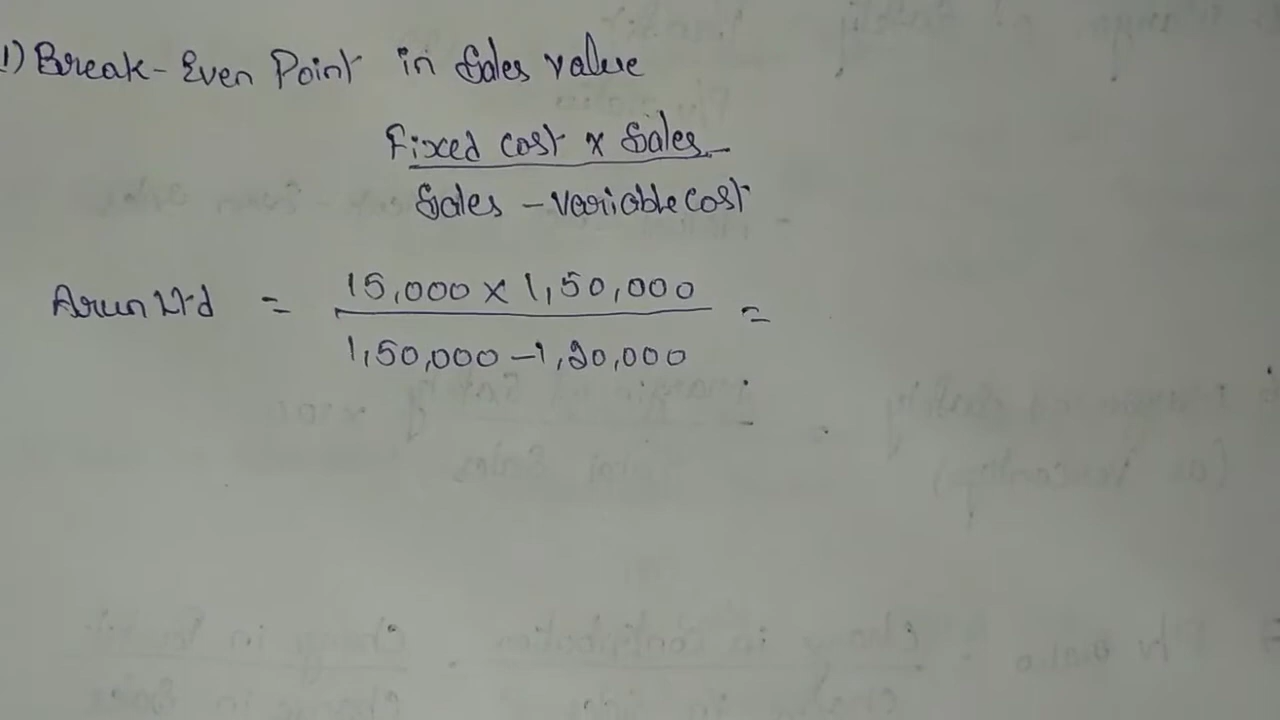 1) Break-Even Point in Sales value
Fixed cost x Sales
Sales - variable cost
Arun Ltd = 15,000 x 1,50,000 =
1,50,000 - 1,20,000